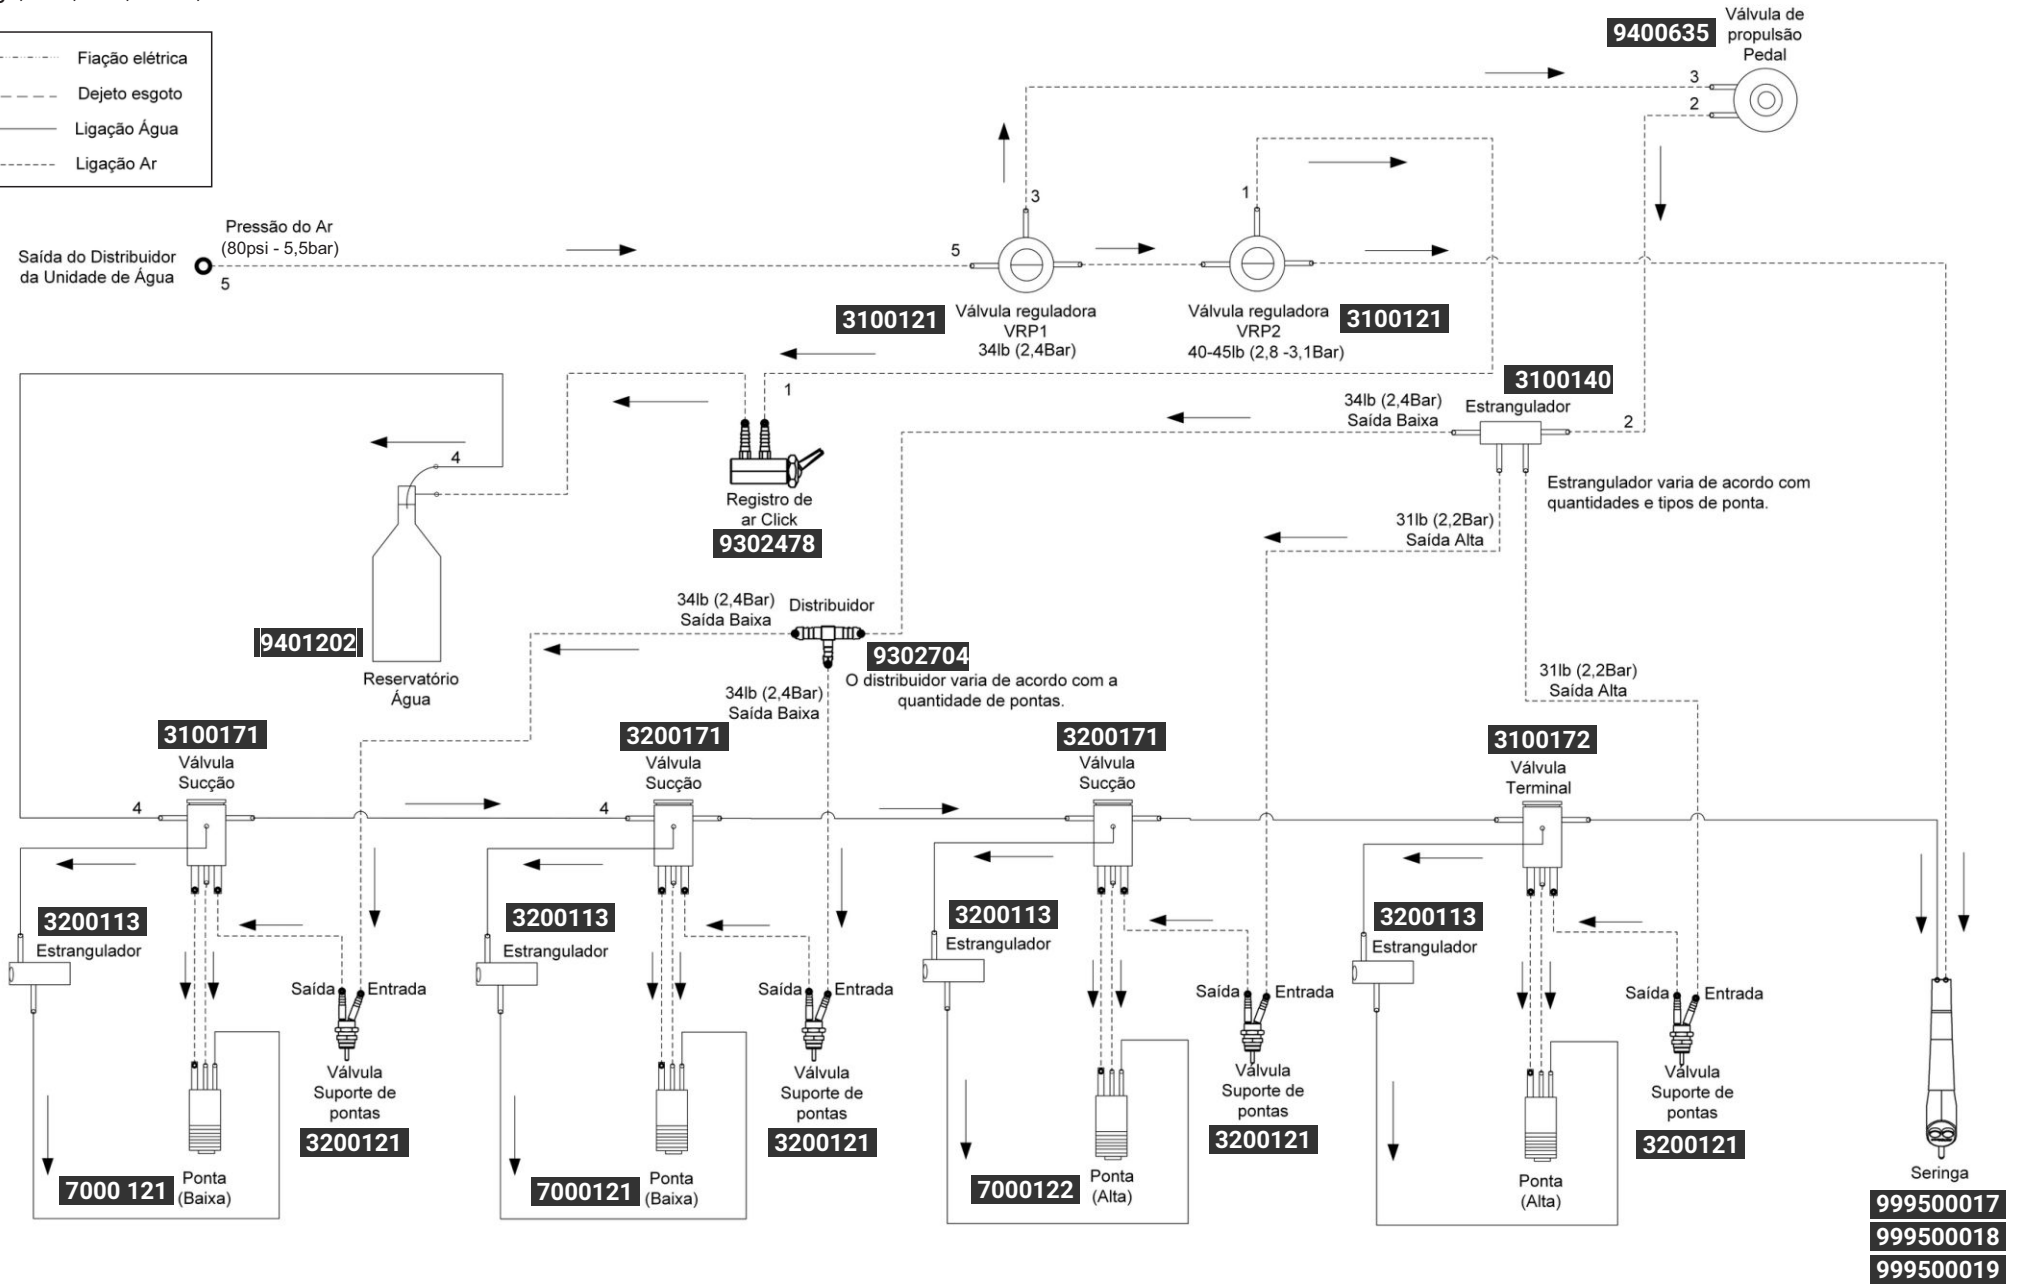 Fiação elétrica
Dejeto esgoto
Ligação Água
Ligação Ar
9400635
Válvula de
propulsão
Pedal
3
2
Pressão do Ar
(80psi - 5,5bar)
Saída do Distribuidor
da Unidade de Água
5
5
3
1
3100121
Válvula reguladora
VRP1
34lb (2,4Bar)
Válvula reguladora
VRP2
40-45lb (2,8 -3,1Bar)
3100121
1
4
Registro de
ar Click
9302478
3100140
34lb (2,4Bar)
Saída Baixa
Estrangulador
2
Estrangulador varia de acordo com
quantidades e tipos de ponta.
31lb (2,2Bar)
Saída Alta
9401202
Reservatório
Água
34lb (2,4Bar)
Saída Baixa
Distribuidor
9302704
O distribuidor varia de acordo com a
quantidade de pontas.
34lb (2,4Bar)
Saída Baixa
31lb (2,2Bar)
Saída Alta
3100171
Válvula
Sucção
3200171
Válvula
Sucção
3200171
Válvula
Sucção
3100172
Válvula
Terminal
4
4
3200113
Estrangulador
3200113
Estrangulador
3200113
Estrangulador
3200113
Estrangulador
Saída
Entrada
Saída
Entrada
Saída
Entrada
Saída
Entrada
Válvula
Suporte de
pontas
3200121
Válvula
Suporte de
pontas
3200121
Válvula
Suporte de
pontas
3200121
Válvula
Suporte de
pontas
3200121
7000 121
Ponta
(Baixa)
7000121
Ponta
(Baixa)
7000122
Ponta
(Alta)
Ponta
(Alta)
Seringa
999500017
999500018
999500019